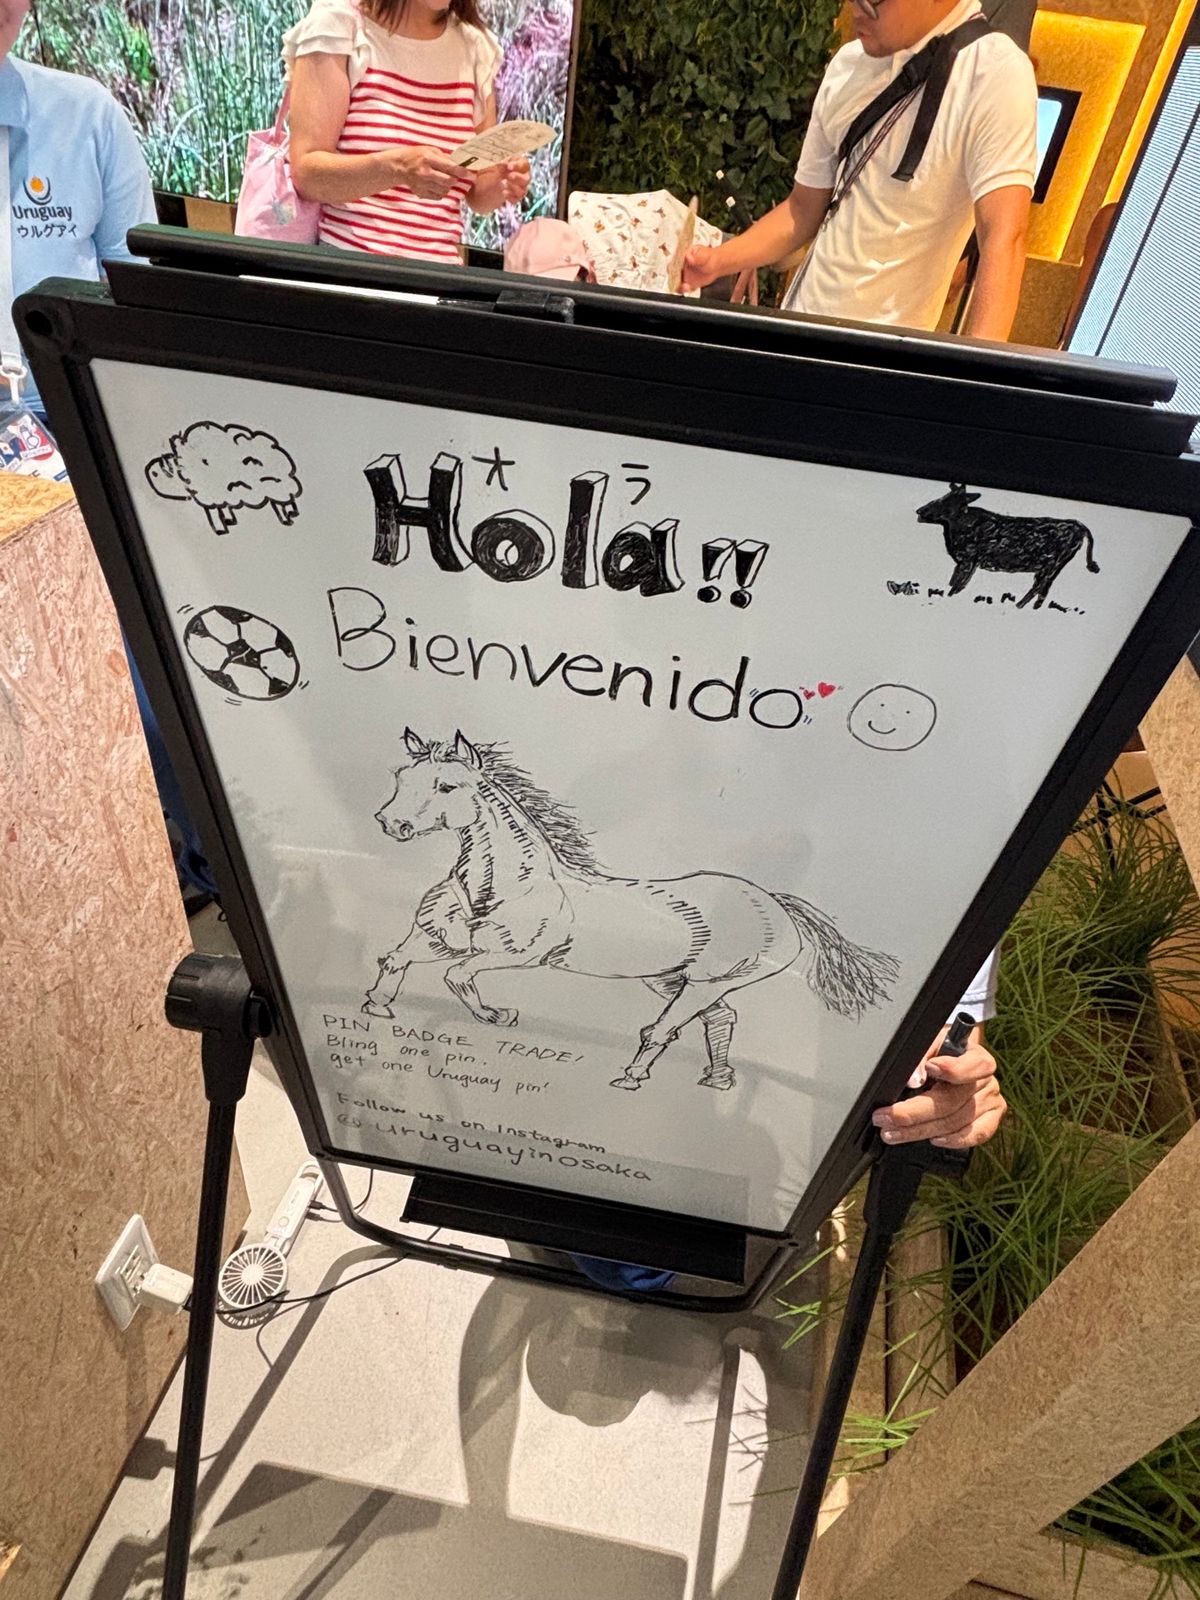 Uruguay
ウルグアイ
オ ラ
Hola!!
Bienvenido
PIN BADGE TRADE!
Bling one pin.
get one Uruguay pin!
Follow us on Instagram
@uruguayinosaka